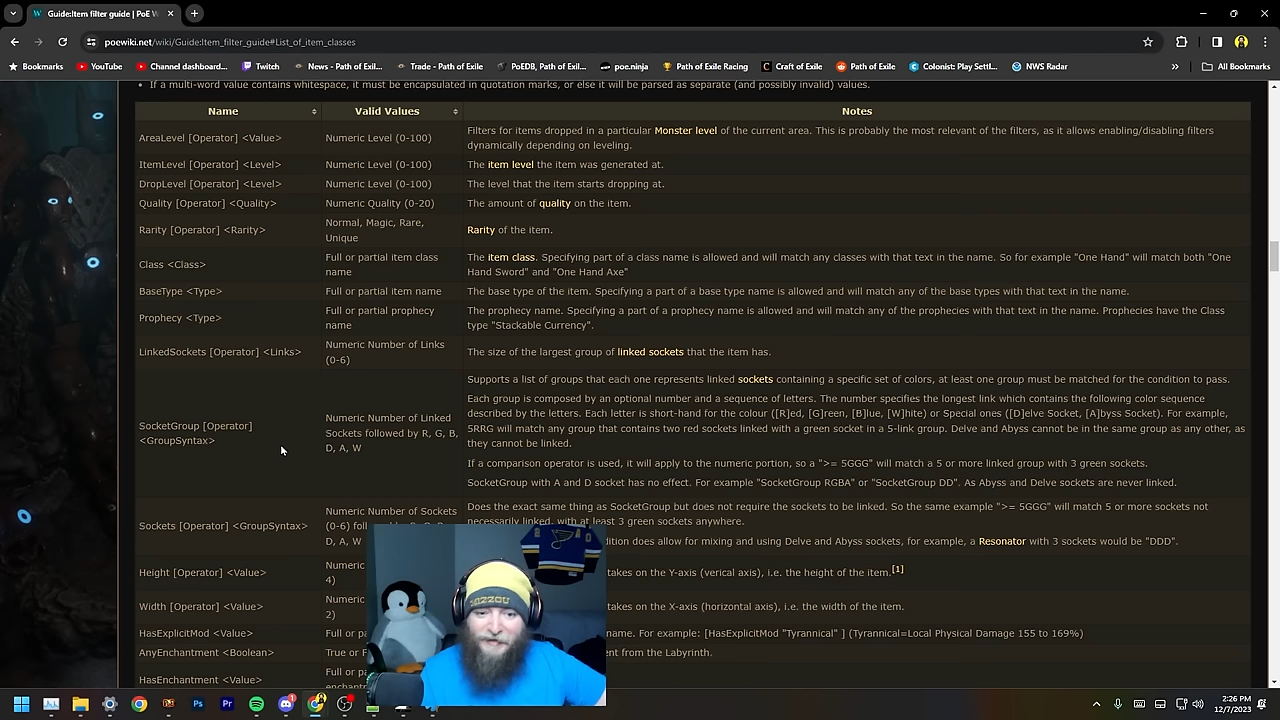 Guide:Item filter guide | PoE W
poewiki.net/wiki/Guide:Item_filter_guide#List_of_item_classes
Bookmarks YouTube Channel dashboard... Twitch News - Path of Exil... Trade - Path of Exile PoEDB, Path of Exile... poe.ninja Path of Exile Racing Craft of Exile Path of Exile Colonist: Play Settl... NWS Radar All Bookmarks
If a multi-word value contains whitespace, it must be encapsulated in quotation marks, or else it will be parsed as separate (and possibly invalid) values.
Name Valid Values Notes
AreaLevel [Operator] <Value> Numeric Level (0-100) Filters for items dropped in a particular Monster level of the current area. This is probably the most relevant of the filters, as it allows enabling/disabling filters
dynamically depending on leveling.
ItemLevel [Operator] <Level> Numeric Level (0-100) The item level the item was generated at.
DropLevel [Operator] <Level> Numeric Level (0-100) The level that the item starts dropping at.
Quality [Operator] <Quality> Numeric Quality (0-20) The amount of quality on the item.
Rarity [Operator] <Rarity> Normal, Magic, Rare,
Unique
Rarity of the item.
Class <Class> Full or partial item class
name
The item class. Specifying part of a class name is allowed and will match any classes with that text in the name. So for example "One Hand" will match both "One
Hand Sword" and "One Hand Axe"
BaseType <Type> Full or partial item name The base type of the item. Specifying a part of a base type name is allowed and will match any of the base types with that text in the name.
Prophecy <Type> Full or partial prophecy
name
The prophecy name. Specifying a part of a prophecy name is allowed and will match any of the prophecies with that text in the name. Prophecies have the Class
type "Stackable Currency".
LinkedSockets [Operator] <Links> Numeric Number of Links
(0-6)
The size of the largest group of linked sockets that the item has.
SocketGroup [Operator]
<GroupSyntax>
Numeric Number of Linked
Sockets followed by R, G, B,
D, A, W
Supports a list of groups that each one represents linked sockets containing a specific set of colors, at least one group must be matched for the condition to pass.
Each group is composed by an optional number and a sequence of letters. The number specifies the longest link which contains the following color sequence
described by the letters. Each letter is short-hand for the colour ([R]ed, [G]reen, [B]lue, [W]hite) or Special ones ([D]elve Socket, [A]byss Socket). For example,
5RRG will match any group that contains two red sockets linked with a green socket in a 5-link group. Delve and Abyss cannot be in the same group as any other, as
they cannot be linked.
If a comparison operator is used, it will apply to the numeric portion, so a ">= 5GGG" will match a 5 or more linked group with 3 green sockets.
SocketGroup with A and D socket has no effect. For example "SocketGroup RGBA" or "SocketGroup DD". As Abyss and Delve sockets are never linked.
Sockets [Operator] <GroupSyntax> Numeric Number of Sockets
(0-6)
D, A, W
Does the exact same thing as SocketGroup but does not require the sockets to be linked. So the same example ">= 5GGG" will match 5 or more sockets not
necessarily linked, with at least 3 green sockets anywhere.
does allow for mixing and using Delve and Abyss sockets, for example, a Resonator with 3 sockets would be "DDD".
Height [Operator] <Value> Numeric
4)
takes on the Y-axis (verical axis), i.e. the height of the item.[1]
Width [Operator] <Value> Numeric
2)
takes on the X-axis (horizontal axis), i.e. the width of the item.
HasExplicitMod <Value> Full or name. For example: [HasExplicitMod "Tyrannical" ] (Tyrannical=Local Physical Damage 155 to 169%)
AnyEnchantment <Boolean> True or from the Labyrinth.
HasEnchantment <Value> Full or
MIZZOU
2:26 PM
12/7/2023